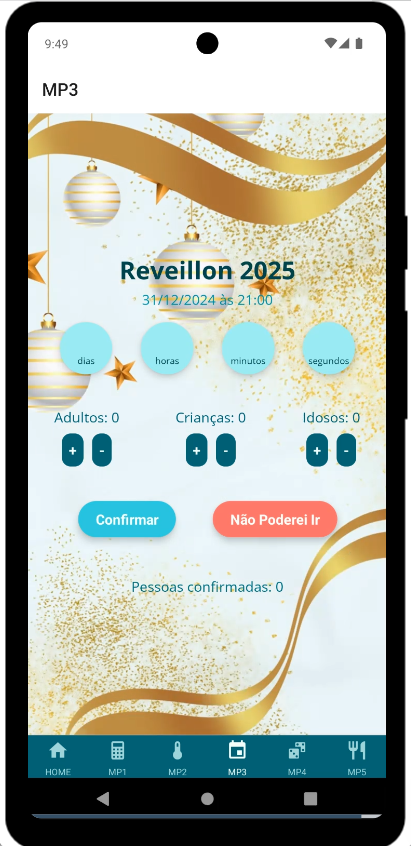 9:49
MP3
Reveillon 2025
31/12/2024 às 21:00
dias horas minutos segundos
Adultos: 0 Crianças: 0 Idosos: 0
+ - + - + -
Confirmar Não Poderei Ir
Pessoas confirmadas: 0
HOME MP1 MP2 MP3 MP4 MP5